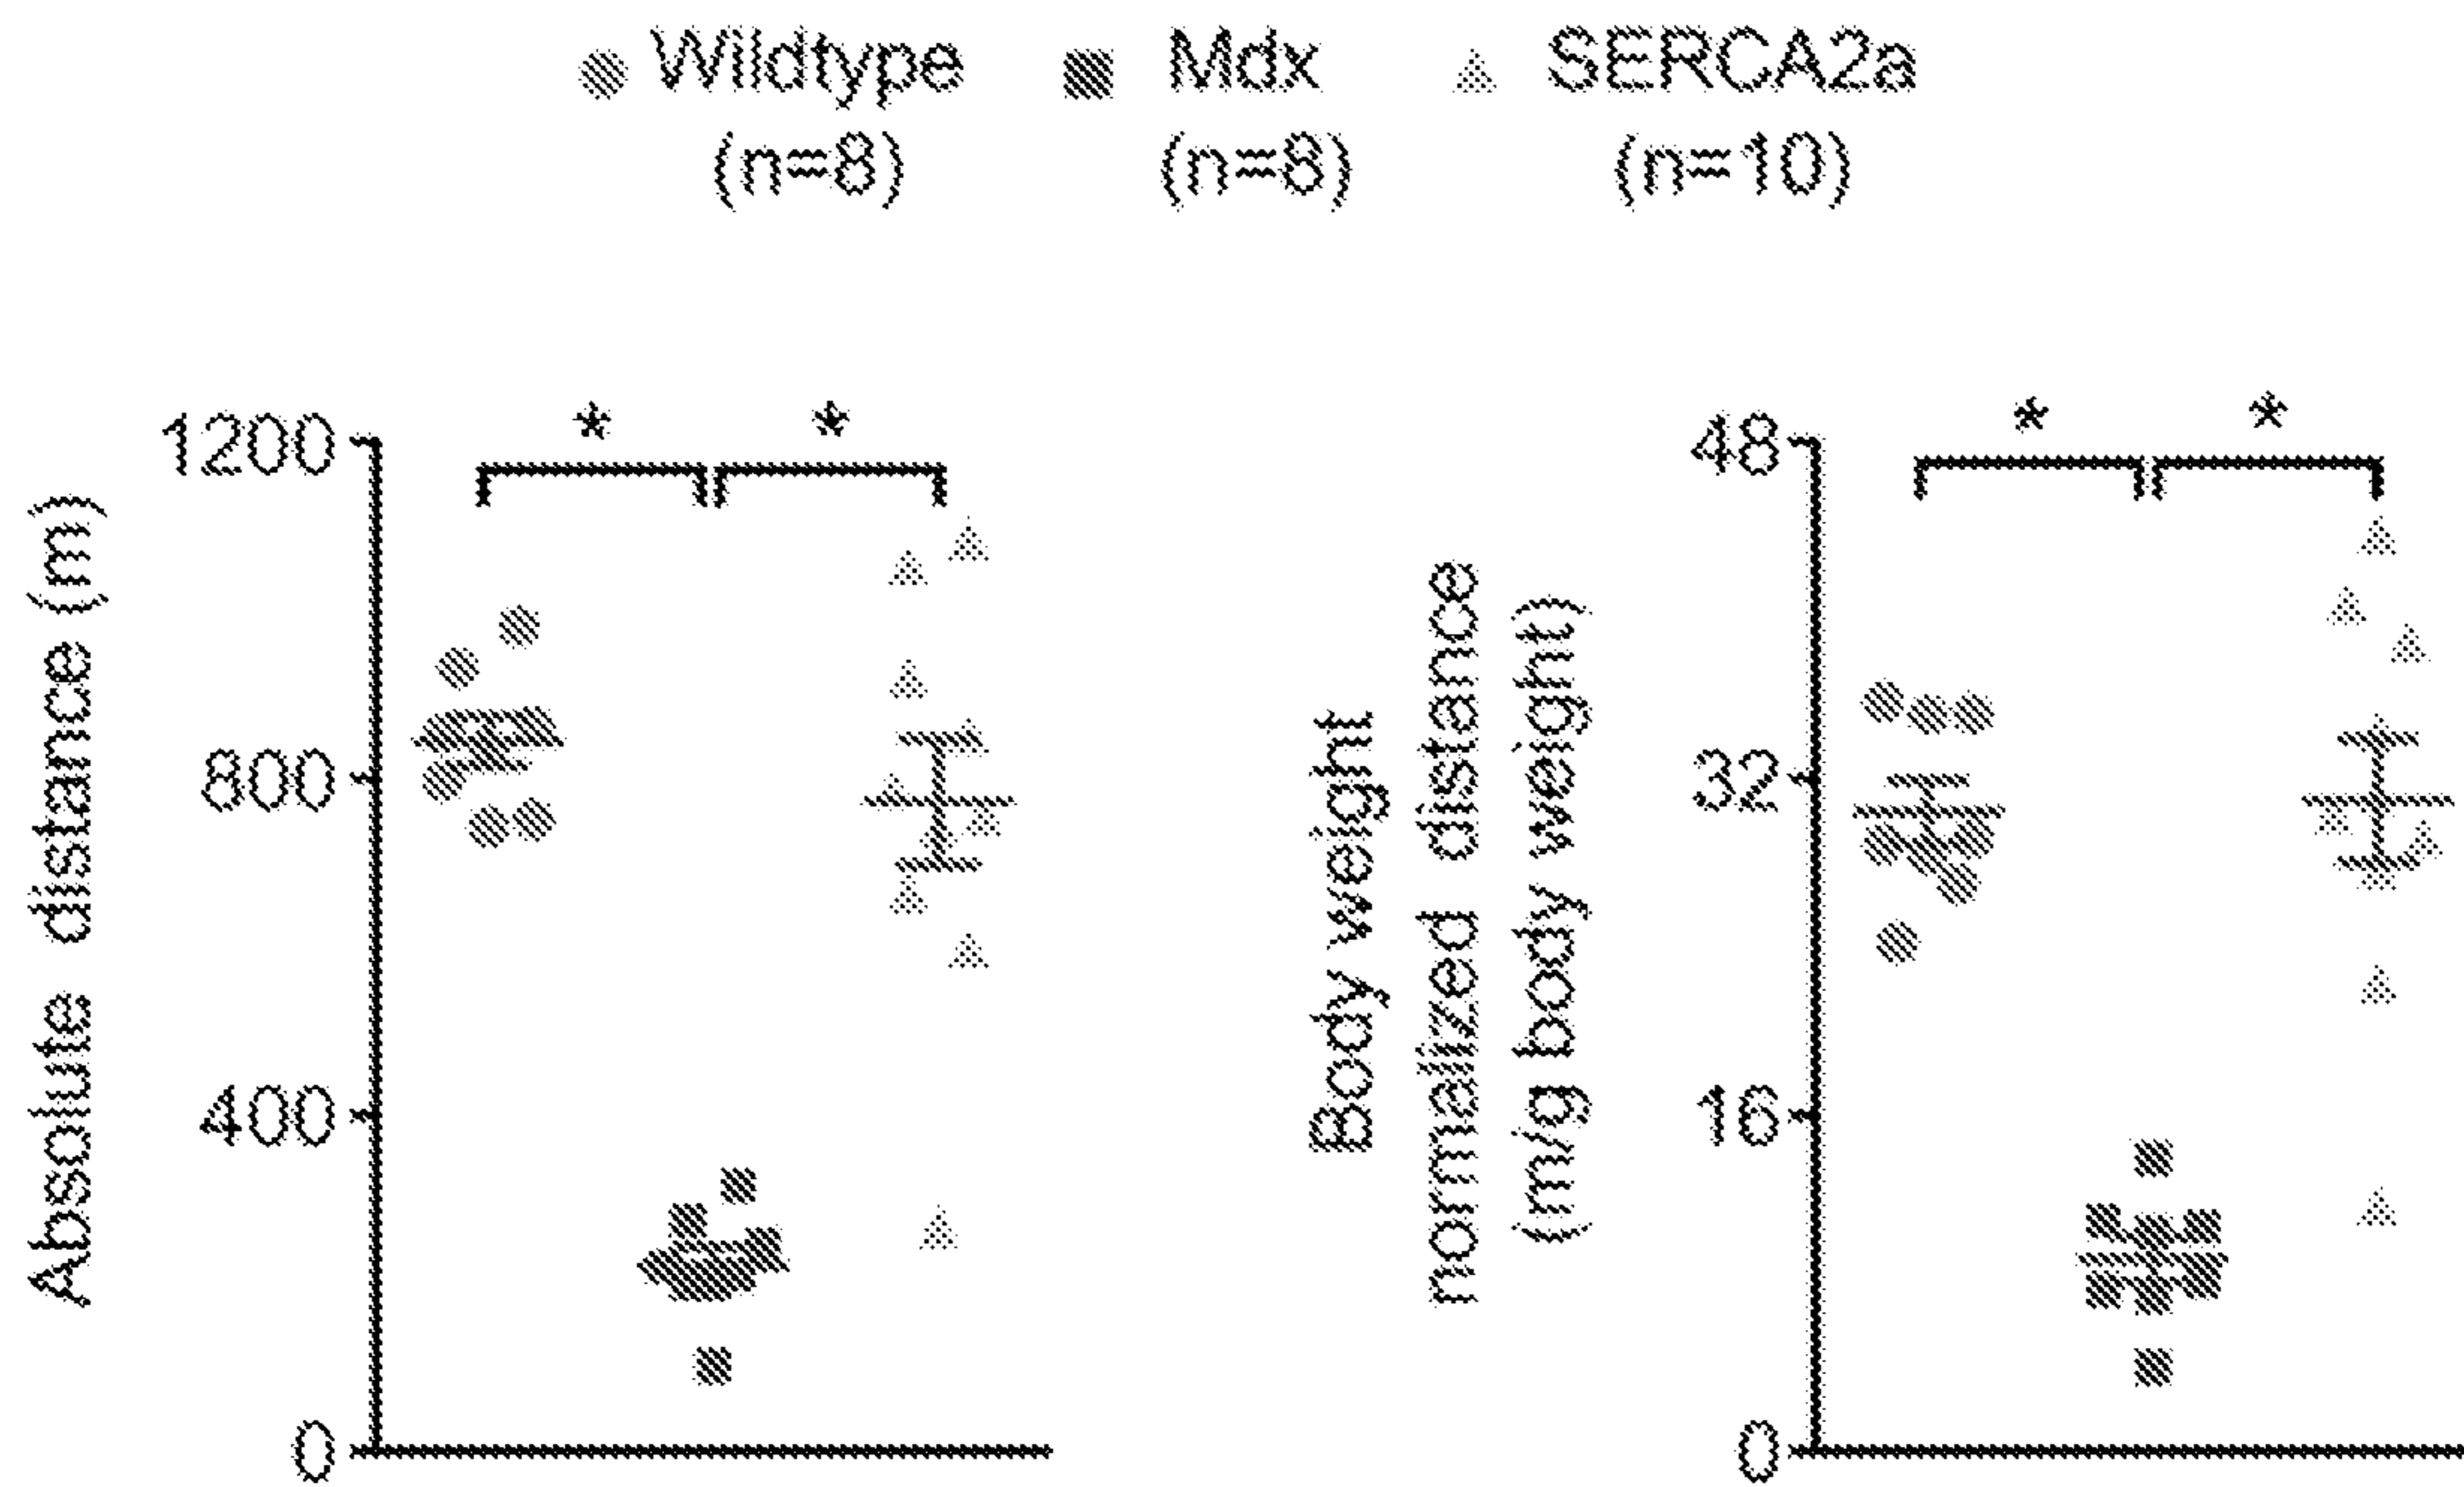 Wildtype Mdx SERCA2a
(n=8) (n=8) (n=10)
Absolute distance (m)
1200
800
400
0
* *
Body weight
normalized distance
(m/g body weight)
48
32
16
0
* *